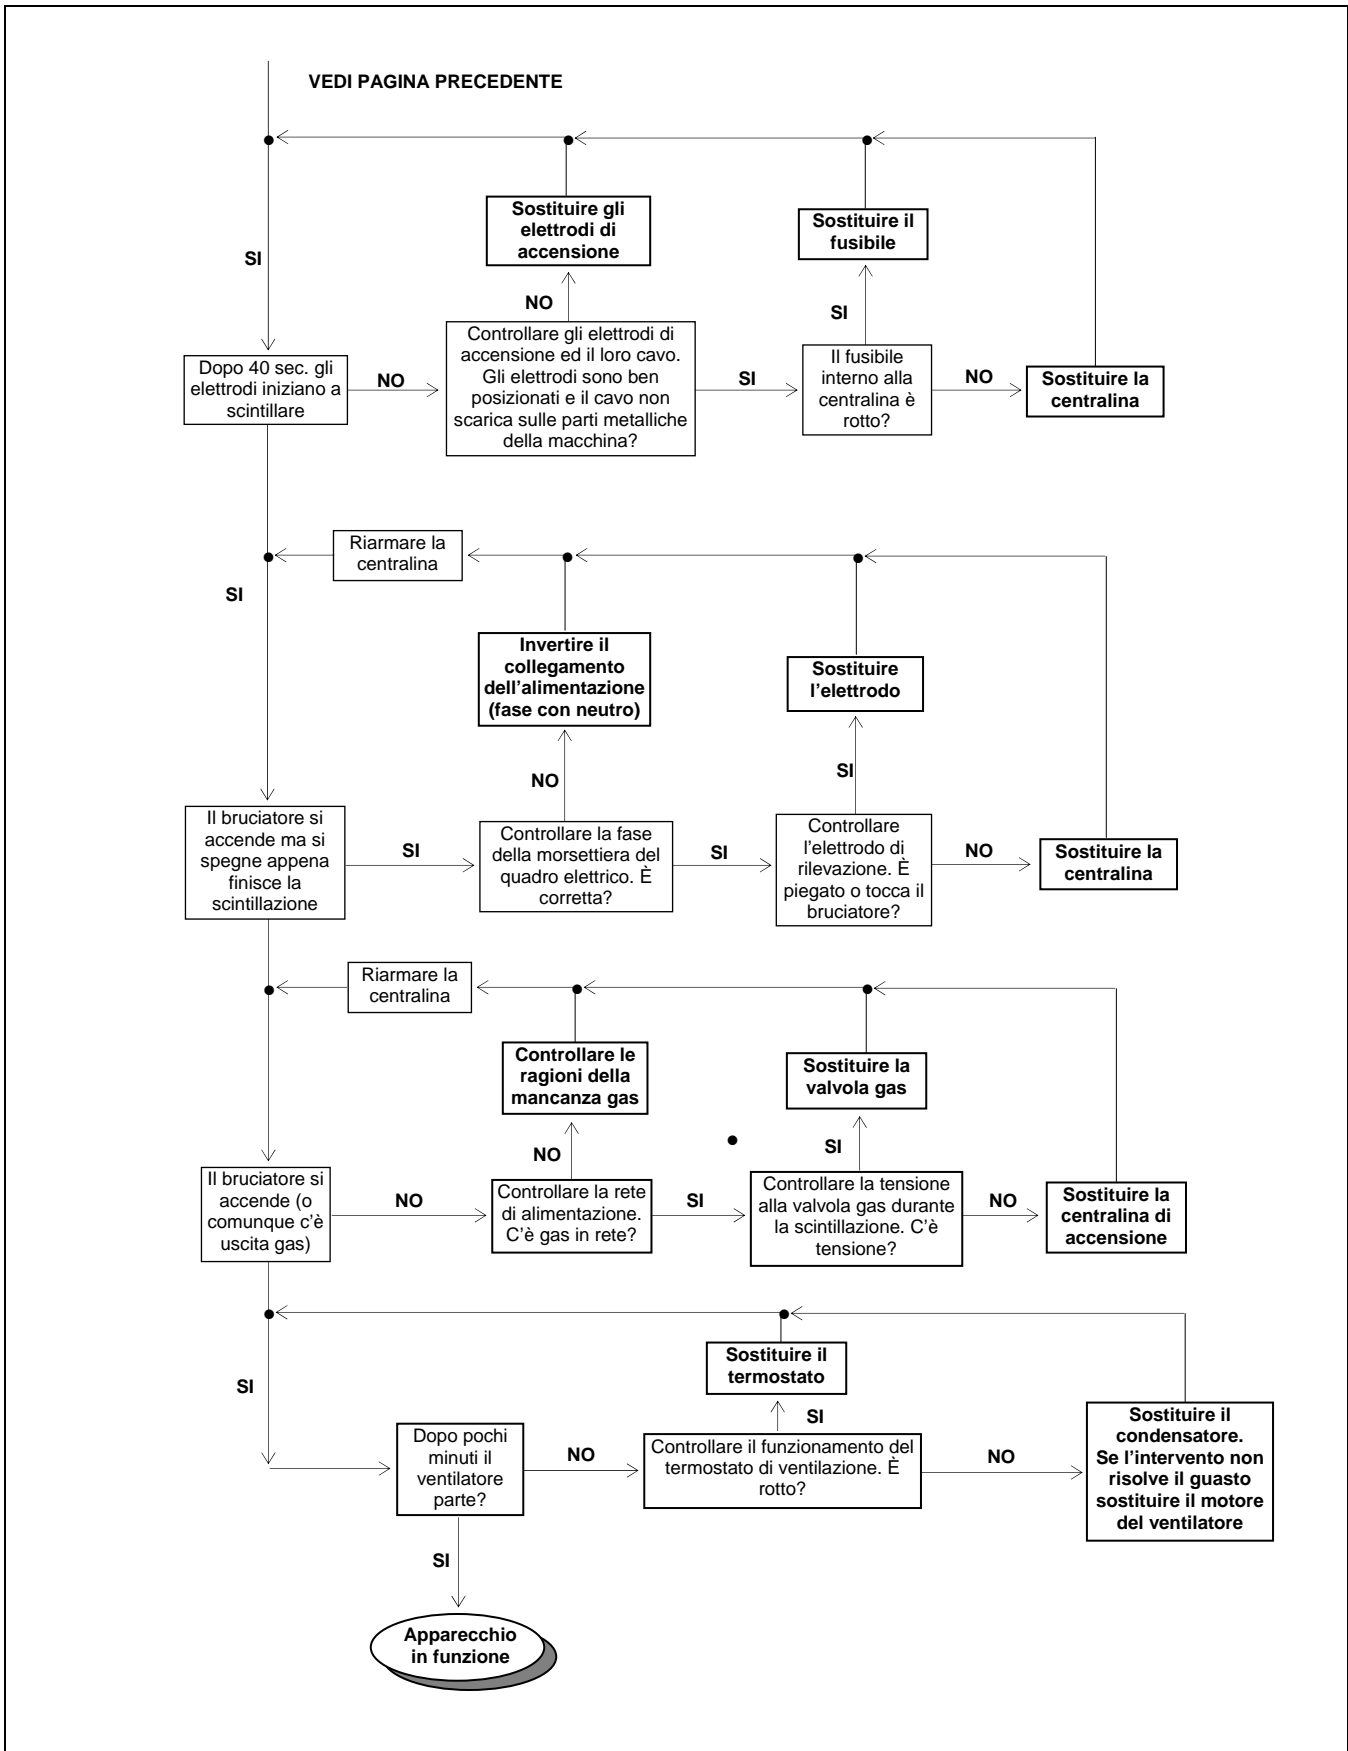 VEDI PAGINA PRECEDENTE
Sostituire gli
elettrodi di
accensione
Sostituire il
fusibile
SI
NO
SI
Dopo 40 sec. gli
elettrodi iniziano a
scintillare
NO
Controllare gli elettrodi di
accensione ed il loro cavo.
Gli elettrodi sono ben
posizionati e il cavo non
scarica sulle parti metalliche
della macchina?
SI
Il fusibile
interno alla
centralina è
rotto?
NO
Sostituire la
centralina
Riarmare la
centralina
SI
Invertire il
collegamento
dell'alimentazione
(fase con neutro)
Sostituire
l'elettrodo
NO
SI
Il bruciatore si
accende ma si
spegne appena
finisce la
scintillazione
SI
Controllare la fase
della morsettiera del
quadro elettrico. È
corretta?
SI
Controllare
l'elettrodo di
rilevazione. È
piegato o tocca il
bruciatore?
NO
Sostituire la
centralina
Riarmare la
centralina
Controllare le
ragioni della
mancanza gas
Sostituire la
valvola gas
NO
SI
Il bruciatore si
accende (o
comunque c'è
uscita gas)
NO
Controllare la rete
di alimentazione.
C'è gas in rete?
SI
Controllare la tensione
alla valvola gas durante
la scintillazione. C'è
tensione?
NO
Sostituire la
centralina di
accensione
SI
Sostituire il
termostato
SI
Dopo pochi
minuti il
ventilatore
parte?
NO
Controllare il funzionamento del
termostato di ventilazione. È
rotto?
NO
Sostituire il
condensatore.
Se l'intervento non
risolve il guasto
sostituire il motore
del ventilatore
SI
Apparecchio
in funzione